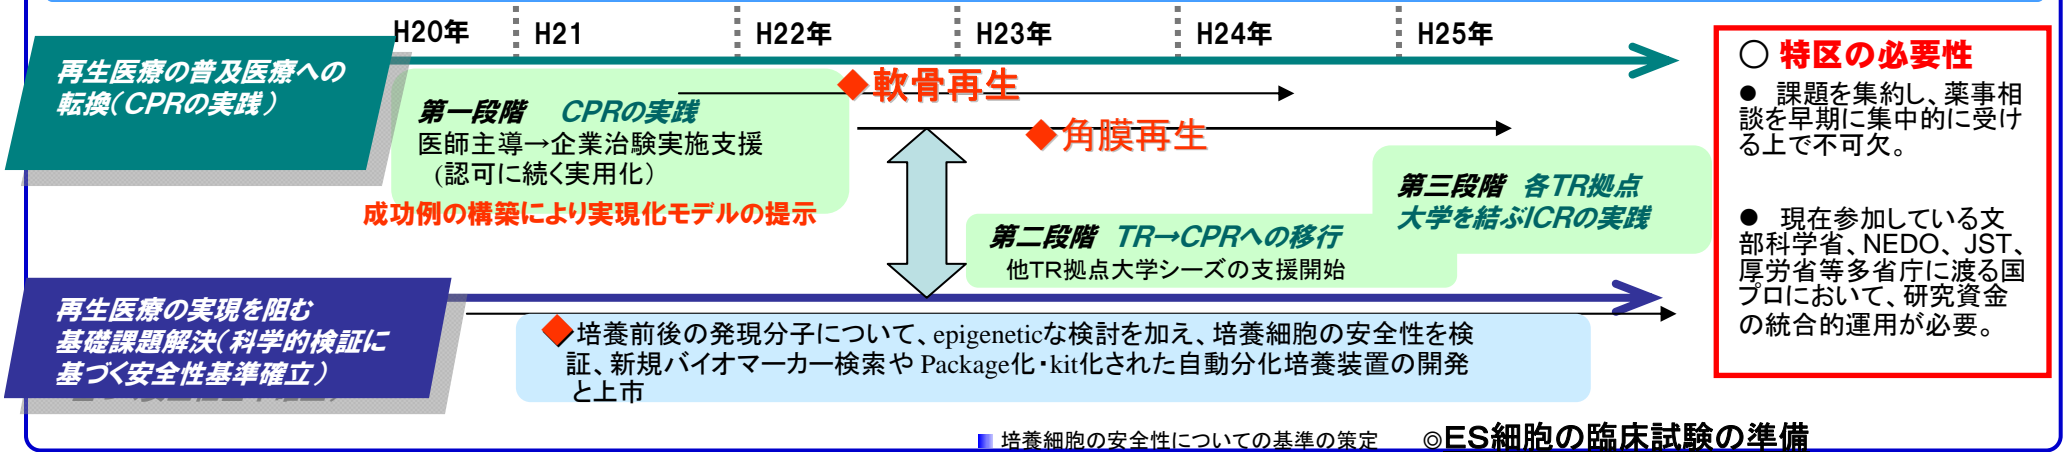 H20年
H21
H22年
H23年
H24年
H25年
再生医療の普及医療への
転換（CPRの実践）
第一段階　CPRの実践
医師主導→企業治験実施支援
(認可に続く実用化）
成功例の構築により実現化モデルの提示
◆軟骨再生
◆角膜再生
第二段階　TR→CPRへの移行
他TR拠点大学シーズの支援開始
第三段階　各TR拠点
大学を結ぶICRの実践
再生医療の実現を阻む
基礎課題解決（科学的検証に
基づく安全性基準確立）
◆培養前後の発現分子について、epigeneticな検討を加え、培養細胞の安全性を検
証、新規バイオマーカー検索や Package化・kit化された自動分化培養装置の開発
と上市
培養細胞の安全性についての基準の策定
◎ES細胞の臨床試験の準備
○ 特区の必要性
● 課題を集約し、薬事相
談を早期に集中的に受け
る上で不可欠。
● 現在参加している文
部科学省、NEDO、JST、
厚労省等多省庁に渡る国
プロにおいて、研究資金
の統合的運用が必要。